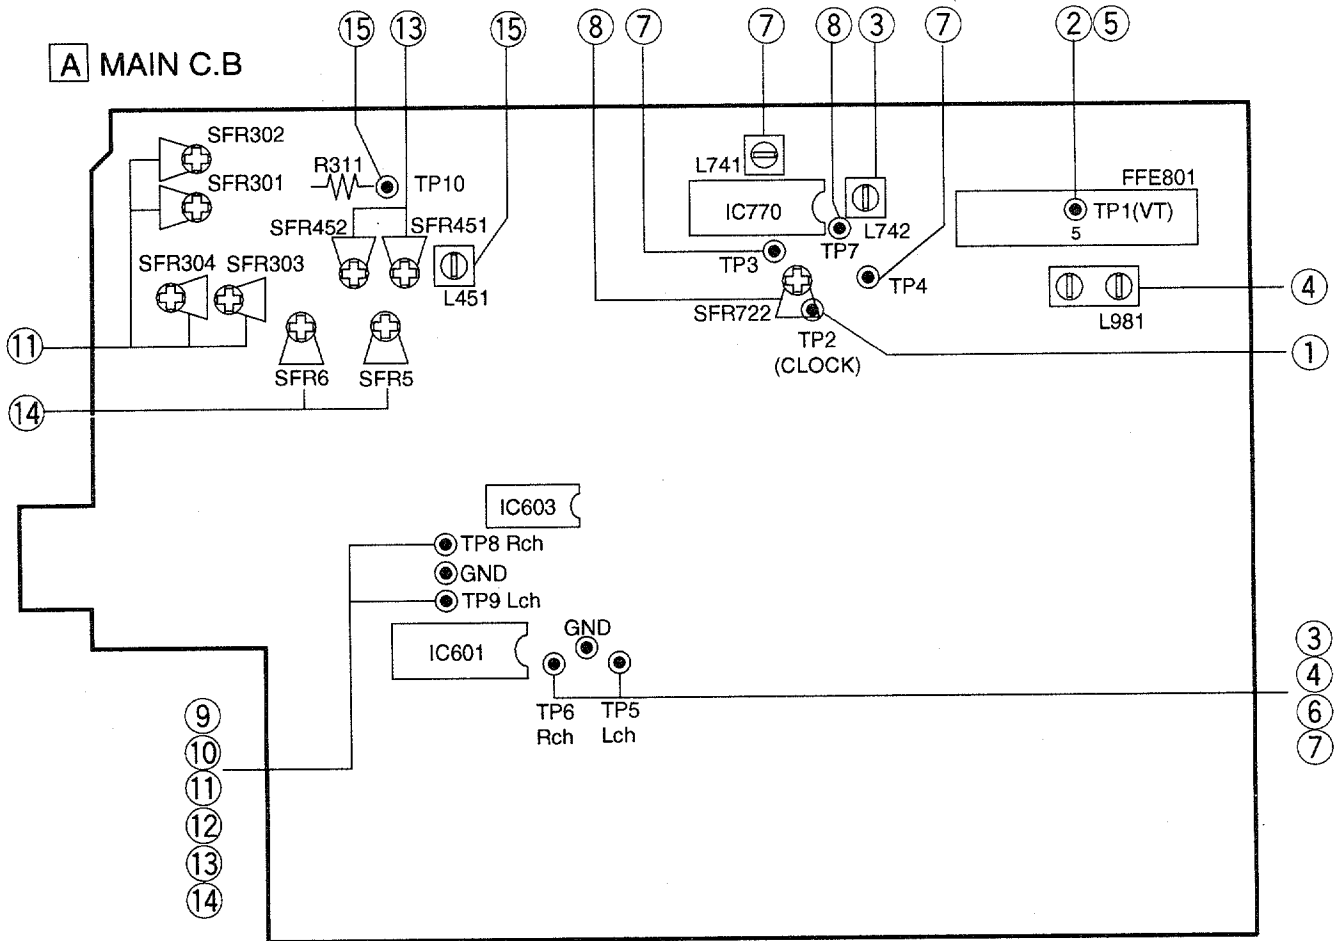 ⑮ ⑬ ⑮ ⑧ ⑦ ⑦ ⑧ ③ ⑦ ② ⑤
A MAIN C.B
SFR302
SFR301
R311
TP10
SFR452
SFR451
L451
SFR304
SFR303
⑪
SFR6
SFR5
⑭
L741
IC770
L742
TP7
TP3
TP4
SFR722
TP2
(CLOCK)
FFE801
TP1(VT)
5
L981
④
①
IC603
TP8 Rch
GND
TP9 Lch
IC601
GND
TP6
Rch
TP5
Lch
③
④
⑥
⑦
⑨
⑩
⑪
⑫
⑬
⑭